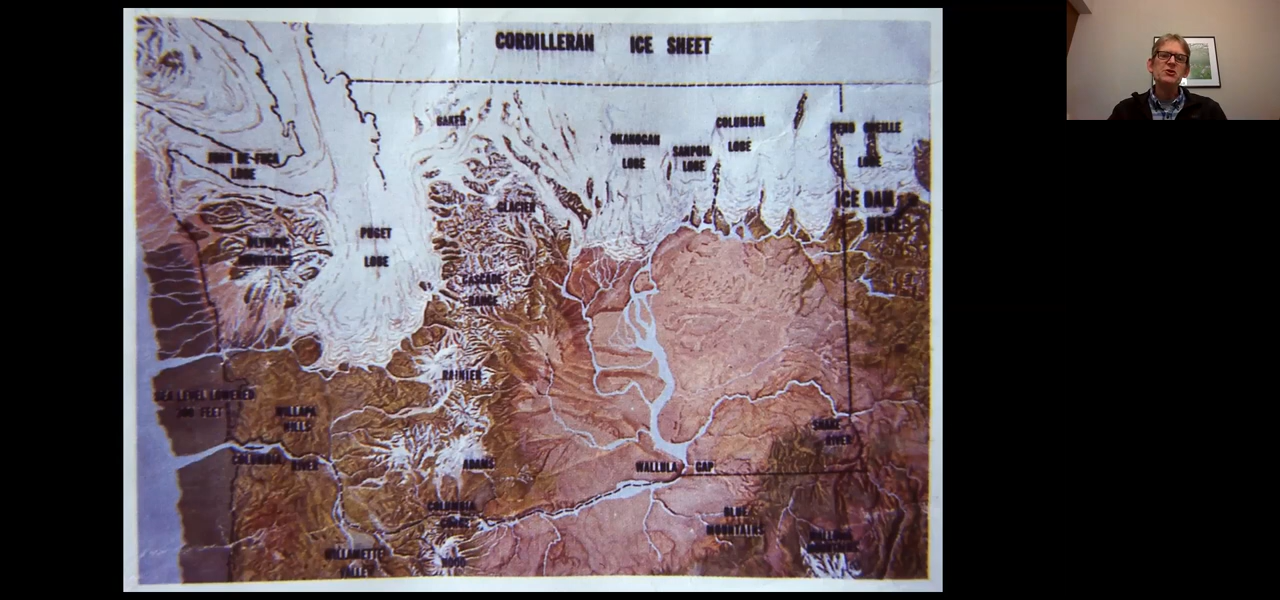 CORDILLERAN ICE SHEET
BAKER
COLUMBIA
LOBE
PEND OREILLE
LOBE
OKANOGAN
LOBE
SANPOIL
LOBE
JUAN DE FUCA
LOBE
GLACIER
ICE DAM
HERE
PUGET
LOBE
OLYMPIC
MOUNTAINS
CASCADE
RANGE
RAINIER
SEA LEVEL LOWERED
300 FEET
WILLAPA
HILLS
SNAKE
RIVER
COLUMBIA RIVER
ADAMS
WALLULA GAP
COLUMBIA
GORGE
BLUE
MOUNTAINS
WILLAMETTE
VALLEY
HOOD
WALLOWA
MOUNTAINS